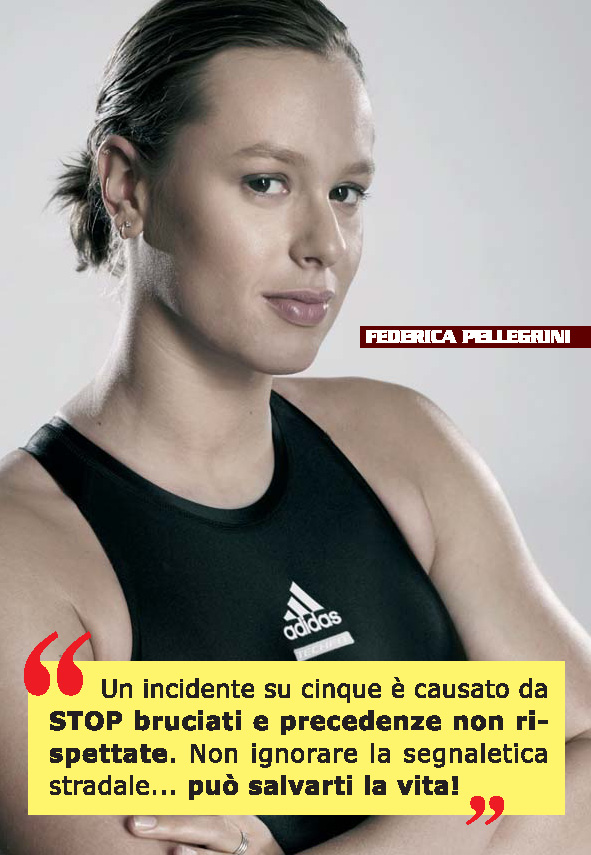 FEDERICA PELLEGRINI
adidas
TECHFIT
“ Un incidente su cinque è causato da
STOP bruciati e precedenze non ri-
spettate. Non ignorare la segnaletica
stradale... può salvarti la vita! ”